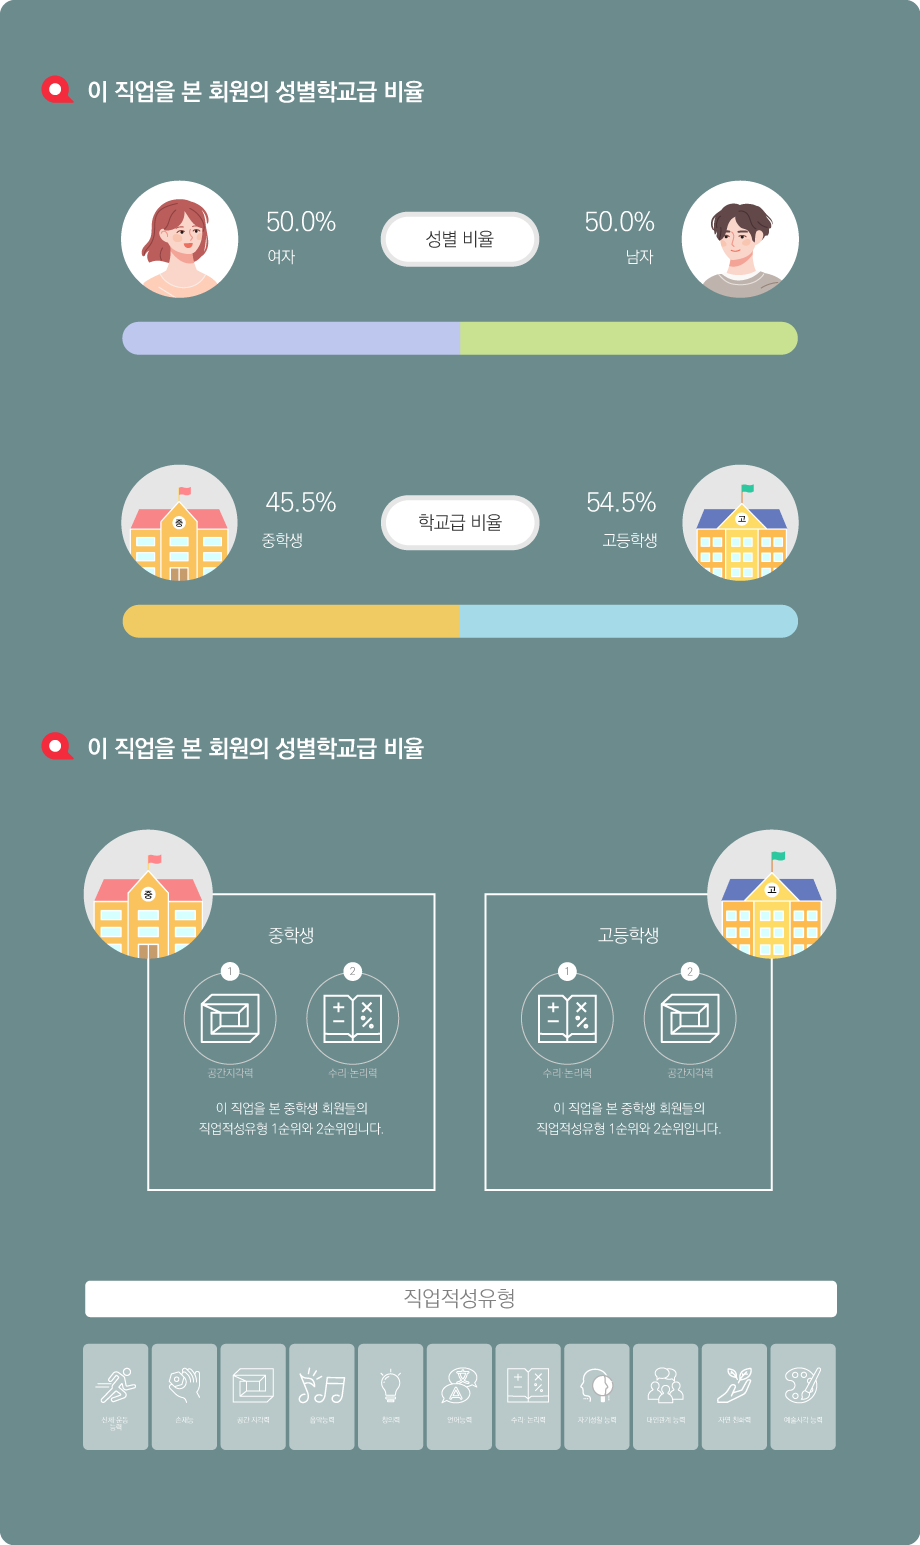 이 직업을 본 회원의 성별학교급 비율
50.0%
여자
성별 비율
50.0%
남자
중
45.5%
중학생
학교급 비율
54.5%
고등학생
고
이 직업을 본 회원의 성별학교급 비율
중
중학생
1
2
공간지각력
수리·논리력
이 직업을 본 중학생 회원들의
직업적성유형 1순위와 2순위입니다.
고
고등학생
1
2
수리·논리력
공간지각력
이 직업을 본 중학생 회원들의
직업적성유형 1순위와 2순위입니다.
직업적성유형
신체·운동
능력
손재능
공간 지각력
음악능력
창의력
언어능력
수리· 논리력
자기성찰 능력
대인관계 능력
자연 친화력
예술시각 능력